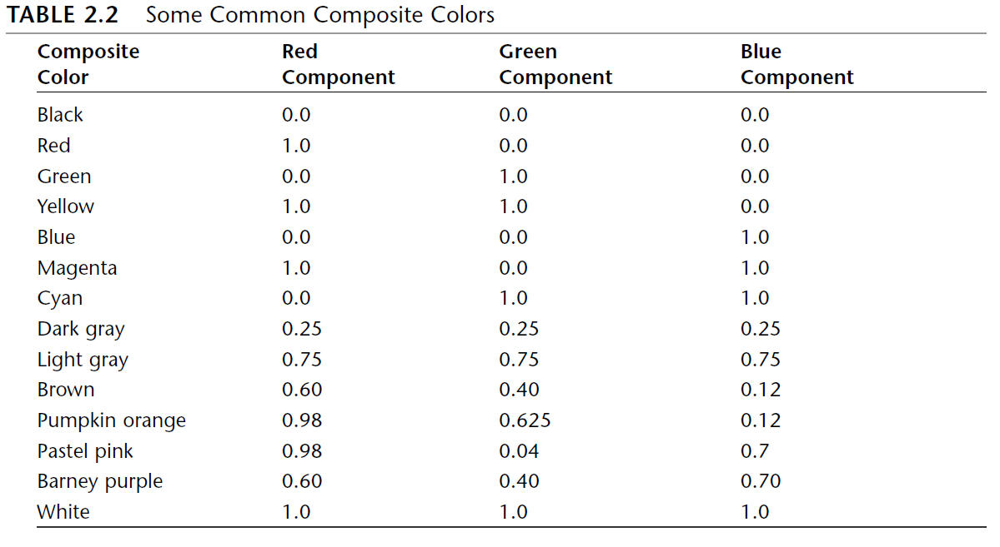 TABLE 2.2 Some Common Composite Colors
Composite Color Red Component Green Component Blue Component
Black 0.0 0.0 0.0
Red 1.0 0.0 0.0
Green 0.0 1.0 0.0
Yellow 1.0 1.0 0.0
Blue 0.0 0.0 1.0
Magenta 1.0 0.0 1.0
Cyan 0.0 1.0 1.0
Dark gray 0.25 0.25 0.25
Light gray 0.75 0.75 0.75
Brown 0.60 0.40 0.12
Pumpkin orange 0.98 0.625 0.12
Pastel pink 0.98 0.04 0.7
Barney purple 0.60 0.40 0.70
White 1.0 1.0 1.0